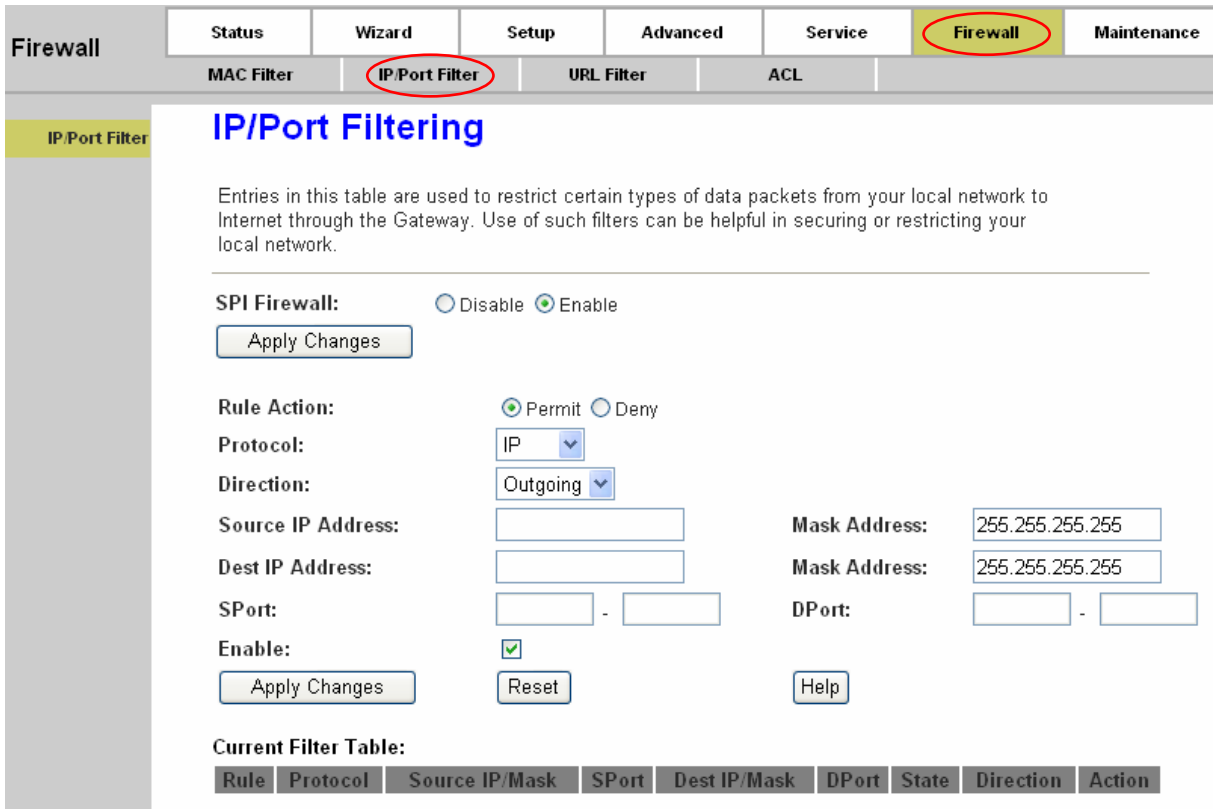 Firewall
Status Wizard Setup Advanced Service Firewall Maintenance
MAC Filter IP/Port Filter URL Filter ACL
IP/Port Filter
IP/Port Filtering
Entries in this table are used to restrict certain types of data packets from your local network to
Internet through the Gateway. Use of such filters can be helpful in securing or restricting your
local network.
SPI Firewall: Disable Enable
Apply Changes
Rule Action: Permit Deny
Protocol: IP
Direction: Outgoing
Source IP Address: Mask Address: 255.255.255.255
Dest IP Address: Mask Address: 255.255.255.255
SPort: - DPort: -
Enable:
Apply Changes Reset Help
Current Filter Table:
Rule Protocol Source IP/Mask SPort Dest IP/Mask DPort State Direction Action